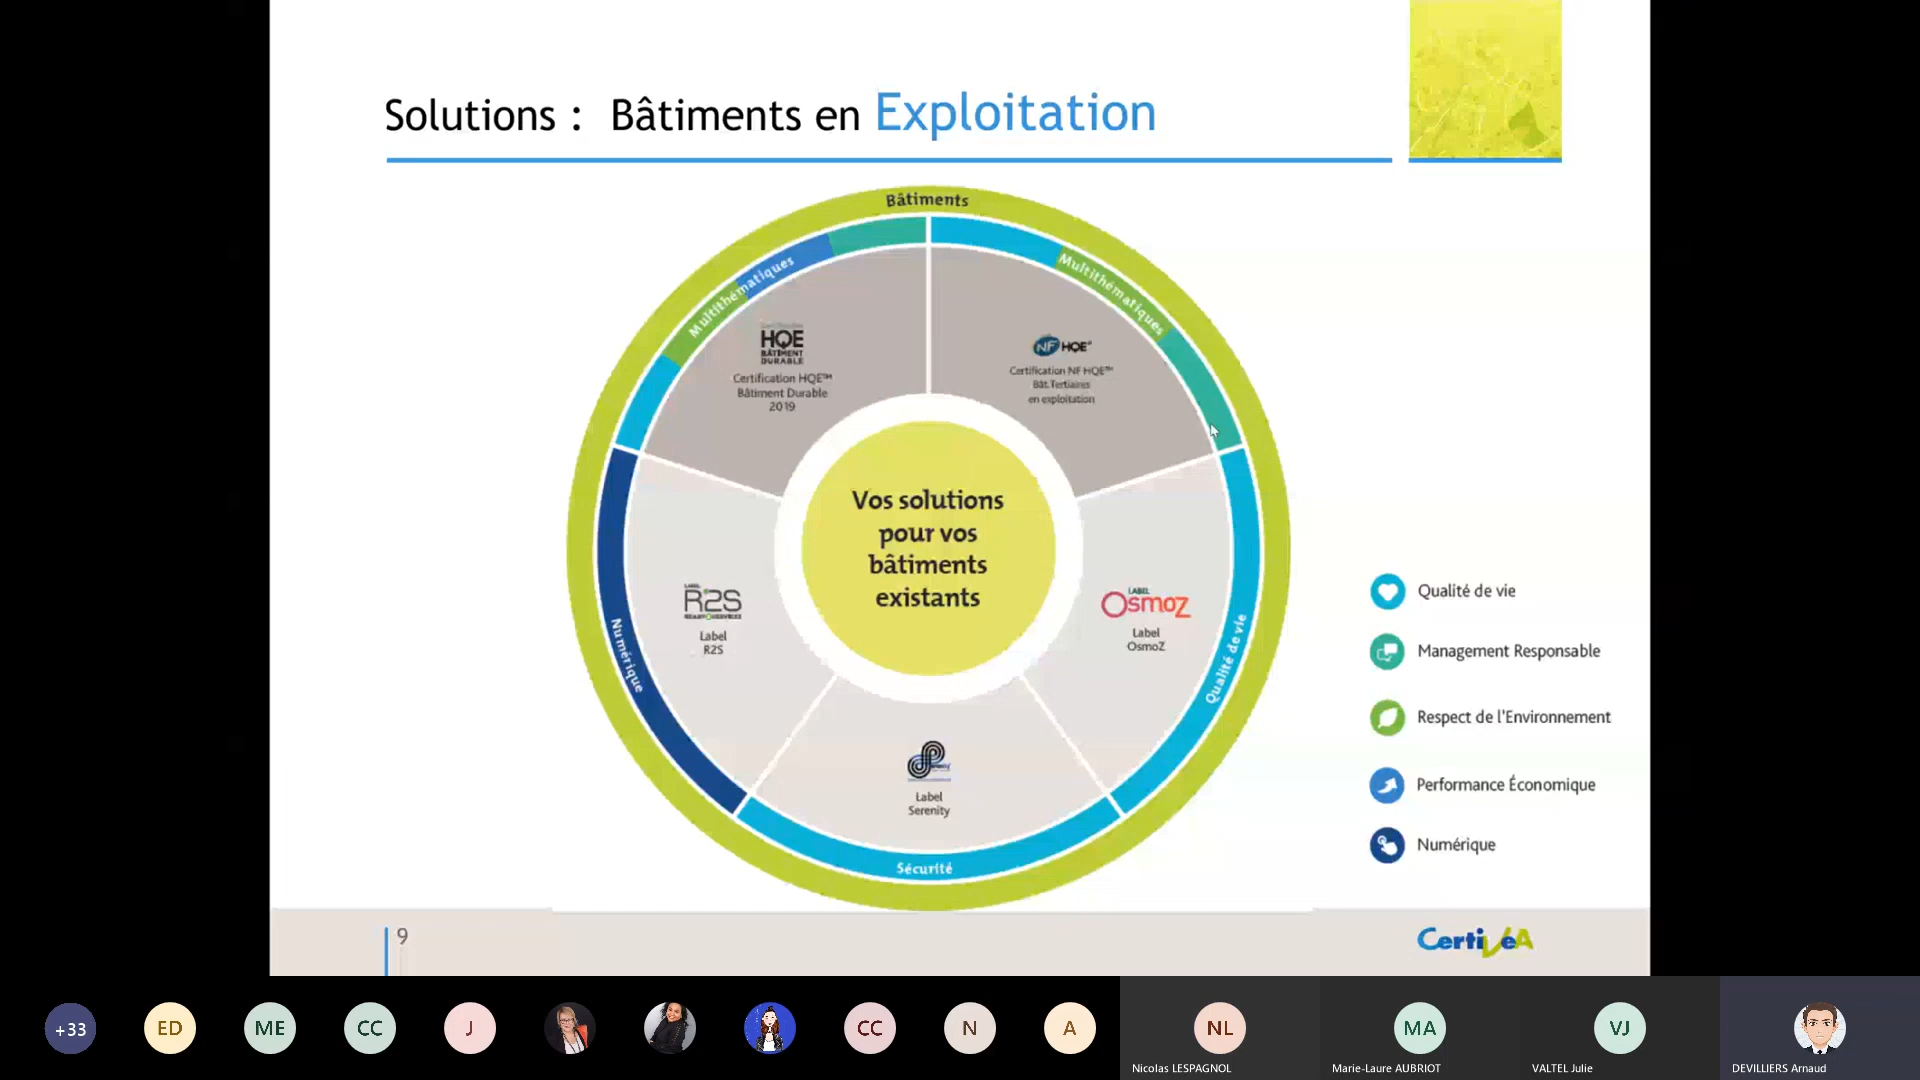 Solutions : Bâtiments en Exploitation
Bâtiments
Multithématiques
Multithématiques
HQE
BÂTIMENT
DURABLE
Certification HQE™
Bâtiment Durable
2019
NF HQE
Certification NF HQE™
Bât.Tertiaires
en exploitation
Vos solutions
pour vos
bâtiments
existants
LABEL
R2S
Label
R2S
LABEL
OsmoZ
Label
OsmoZ
Numérique
Qualité de vie
Label
Serenity
Sécurité
Qualité de vie
Management Responsable
Respect de l'Environnement
Performance Économique
Numérique
9
CertiVéA
+33
ED
ME
CC
J
CC
N
A
NL
MA
VJ
Nicolas LESPAGNOL
Marie-Laure AUBRIOT
VALTEL Julie
DEVILLIERS Arnaud